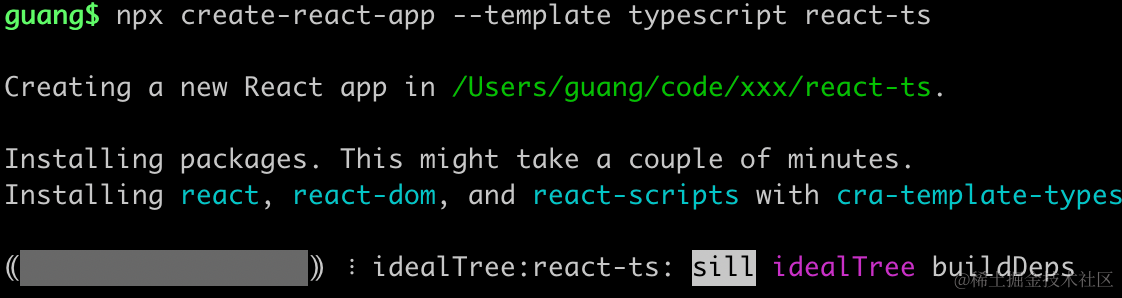 guang$ npx create-react-app --template typescript react-ts
Creating a new React app in /Users/guang/code/xxx/react-ts.
Installing packages. This might take a couple of minutes.
Installing react, react-dom, and react-scripts with cra-template-types
⸨                  ⸩ ⠇ idealTree:react-ts: sill idealTree buildDeps
@稀土掘金技术社区